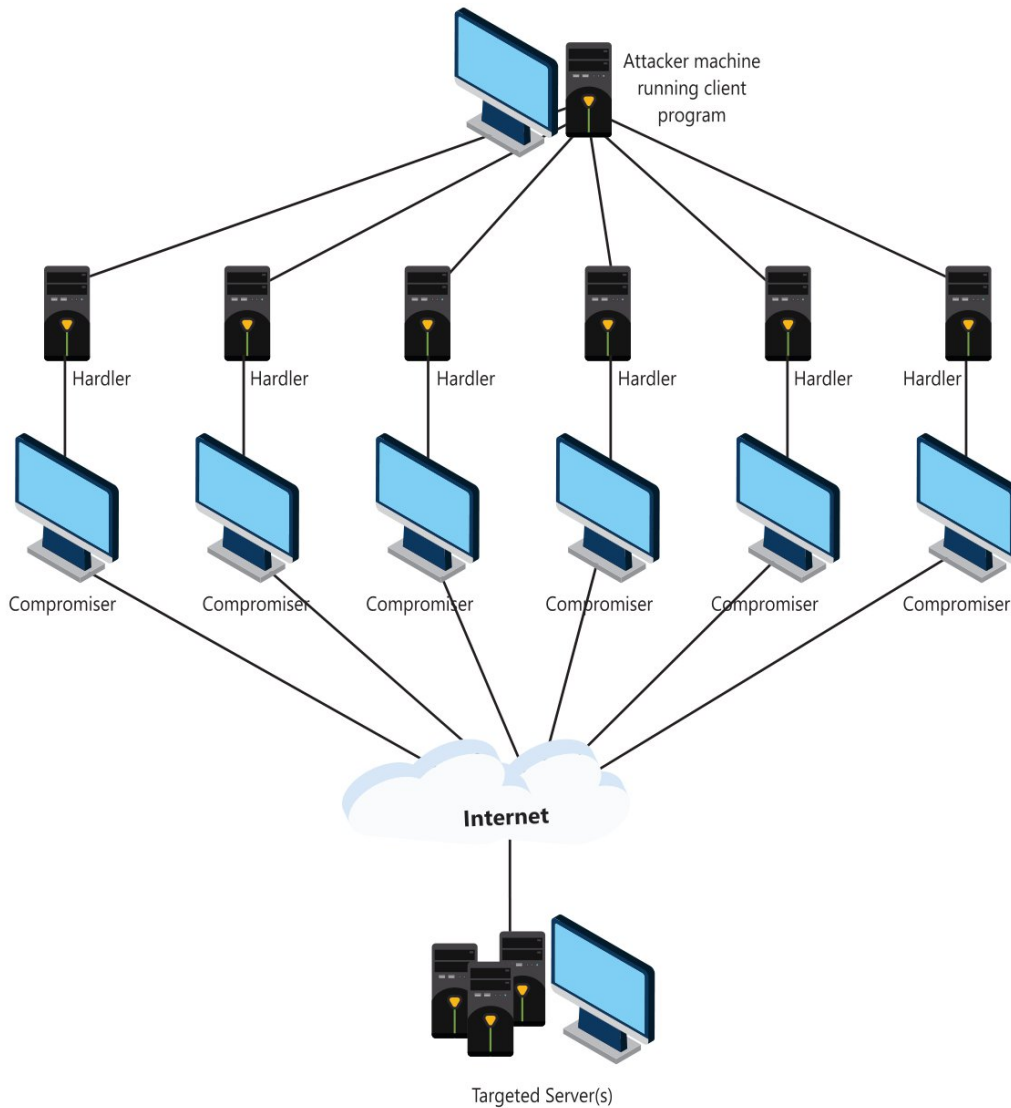 Attacker machine
running client
program
Hardler
Hardler
Hardler
Hardler
Hardler
Hardler
Compromiser
Compromiser
Compromiser
Compromiser
Compromiser
Compromiser
Internet
Targeted Server(s)